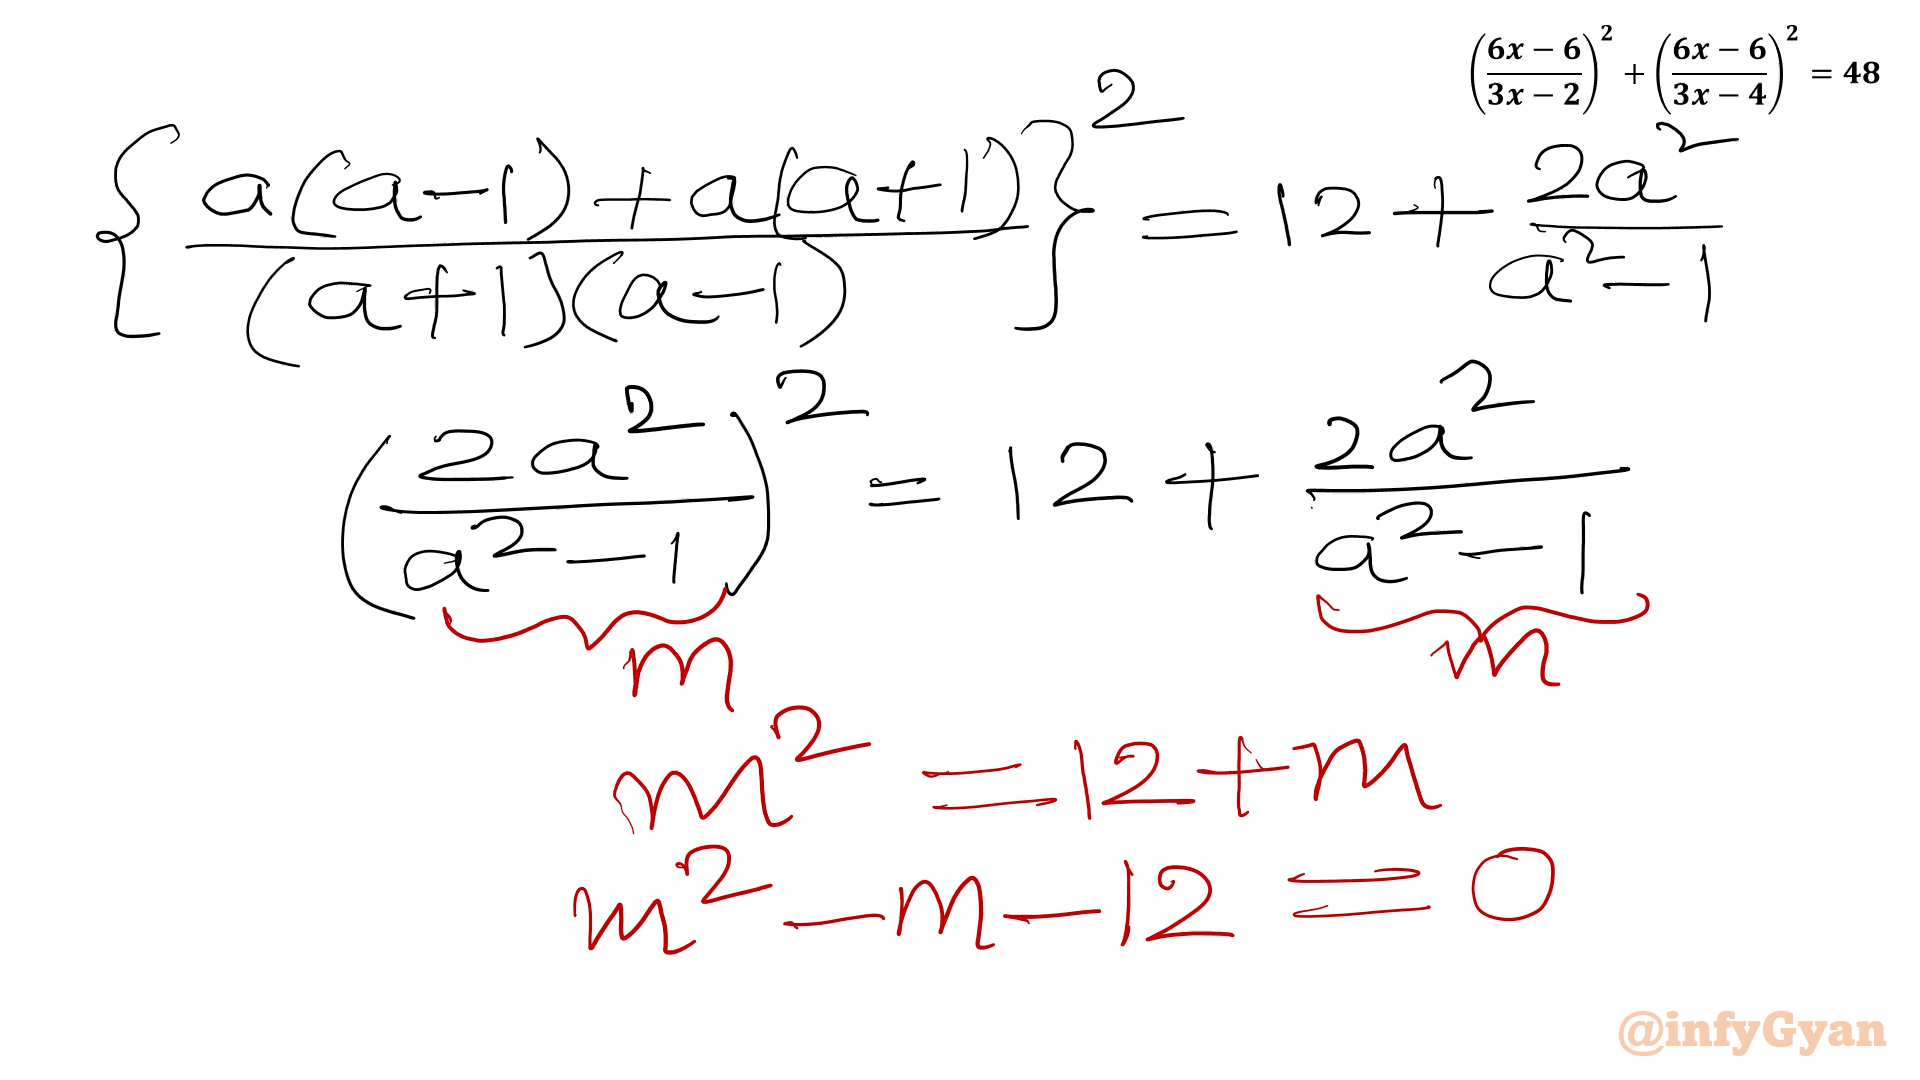 ((6x − 6)/(3x − 2))² + ((6x − 6)/(3x − 4))² = 48
{(a(a−1)+a(a+1))/((a+1)(a−1))}² = 12 + 2a²/(a²−1)
(2a²/(a²−1))² = 12 + 2a²/(a²−1)
m m
m² = 12+m
m² − m − 12 = 0
@infyGyan